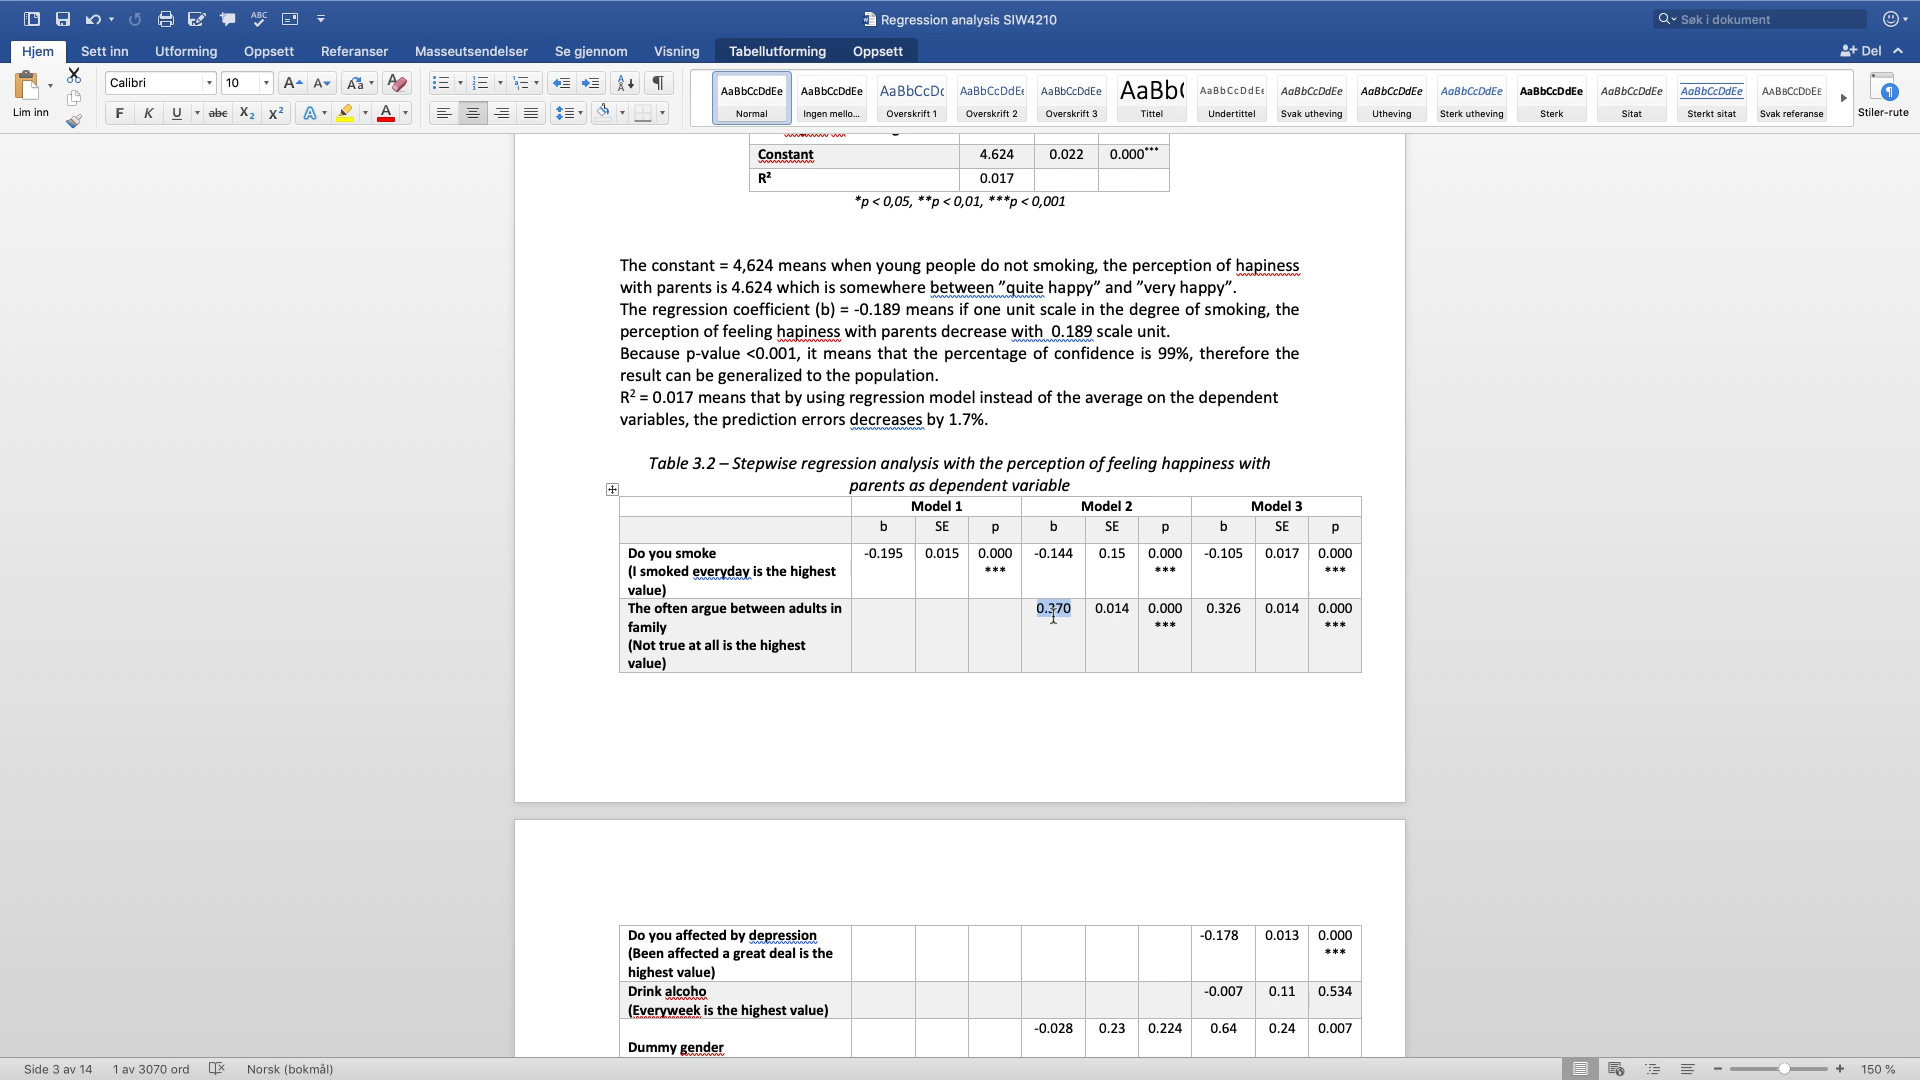 Regression analysis SIW4210
Søk i dokument
Hjem Sett inn Utforming Oppsett Referanser Masseutsendelser Se gjennom Visning Tabellutforming Oppsett Del
Lim inn
Calibri 10
AaBbCcDdEe AaBbCcDdEe AaBbCcDc AaBbCcDdEe AaBbCcDdEe AaBb( AaBbCcDdEe AaBbCcDdEe AaBbCcDdEe AaBbCcDdEe AaBbCcDdEe AaBbCcDdEe AaBbCcDdEe AaBbCcDdEe
Normal Ingen mello... Overskrift 1 Overskrift 2 Overskrift 3 Tittel Undertittel Svak utheving Utheving Sterk utheving Sterk Sitat Sterkt sitat Svak referanse Stiler-rute
Constant 4.624 0.022 0.000***
R² 0.017
*p < 0,05, **p < 0,01, ***p < 0,001
The constant = 4,624 means when young people do not smoking, the perception of hapiness
with parents is 4.624 which is somewhere between ”quite happy” and ”very happy”.
The regression coefficient (b) = -0.189 means if one unit scale in the degree of smoking, the
perception of feeling hapiness with parents decrease with 0.189 scale unit.
Because p-value <0.001, it means that the percentage of confidence is 99%, therefore the
result can be generalized to the population.
R² = 0.017 means that by using regression model instead of the average on the dependent
variables, the prediction errors decreases by 1.7%.
Table 3.2 – Stepwise regression analysis with the perception of feeling happiness with
parents as dependent variable
Model 1 Model 2 Model 3
b SE p b SE p b SE p
Do you smoke -0.195 0.015 0.000 -0.144 0.15 0.000 -0.105 0.017 0.000
(I smoked everyday is the highest *** *** ***
value)
The often argue between adults in 0.370 0.014 0.000 0.326 0.014 0.000
family *** ***
(Not true at all is the highest
value)
Do you affected by depression -0.178 0.013 0.000
(Been affected a great deal is the ***
highest value)
Drink alcoho -0.007 0.11 0.534
(Everyweek is the highest value)
-0.028 0.23 0.224 0.64 0.24 0.007
Dummy gender
Side 3 av 14 1 av 3070 ord Norsk (bokmål) 150 %